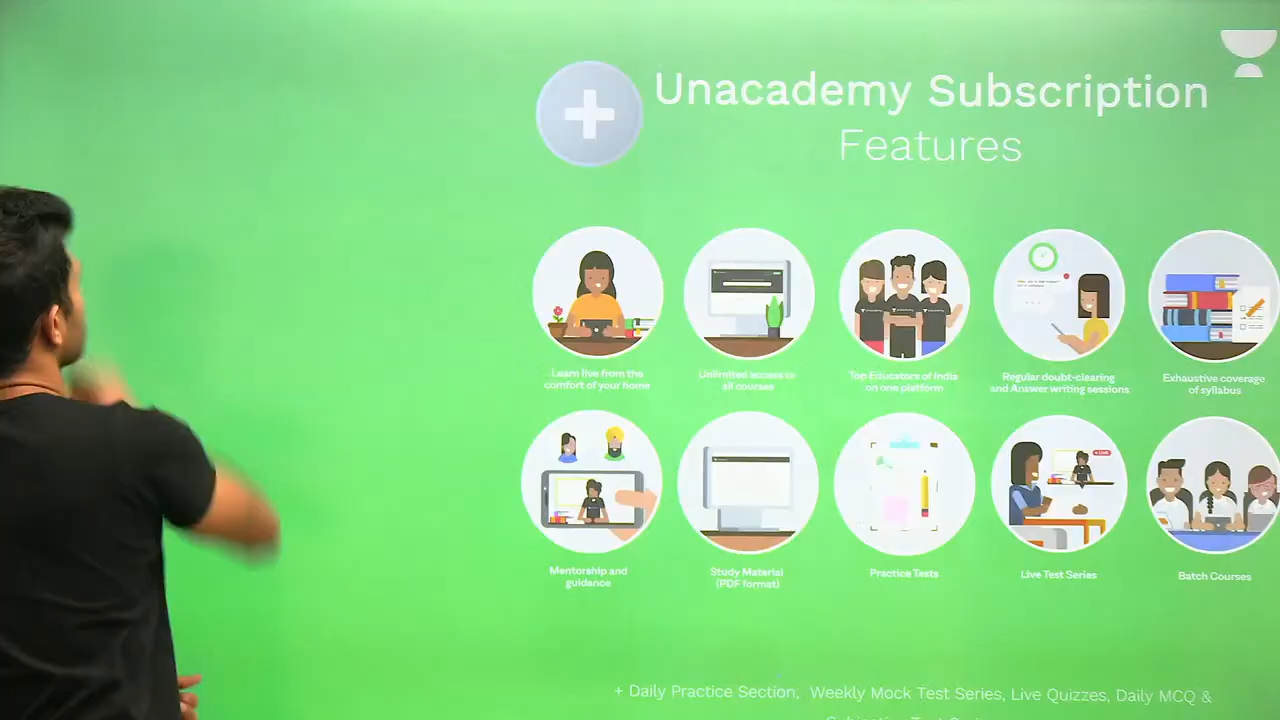 Unacademy Subscription
Features
Learn live from the
comfort of your home
Unlimited access to
all courses
Top Educators of India
on one platform
Regular doubt-clearing
and Answer writing sessions
Exhaustive coverage
of syllabus
Mentorship and
guidance
Study Material
(PDF format)
Practice Tests
Live Test Series
Batch Courses
+ Daily Practice Section, Weekly Mock Test Series, Live Quizzes, Daily MCQ &